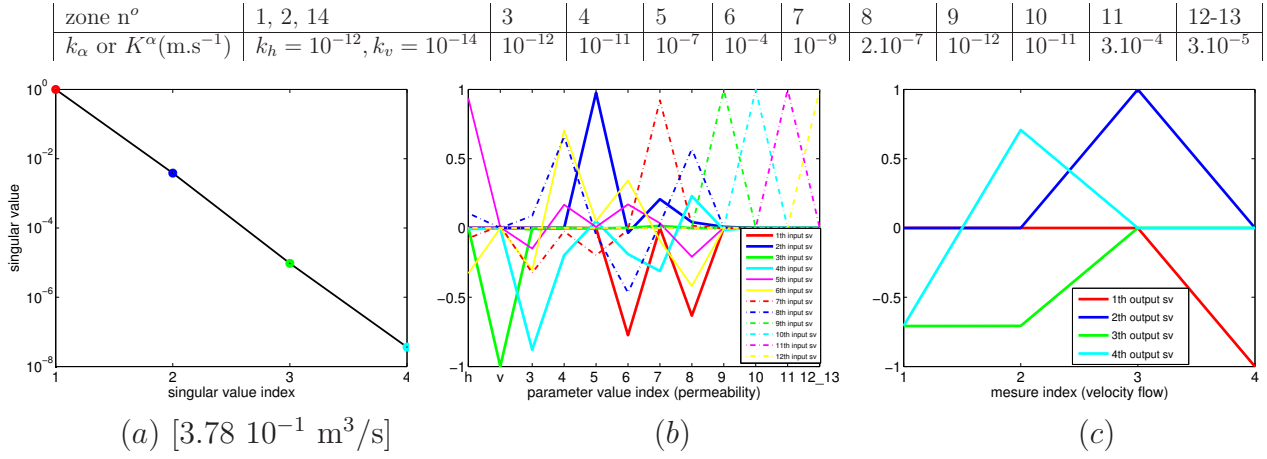 zone nᵒ 1, 2, 14 3 4 5 6 7 8 9 10 11 12-13
kα or Kᵅ(m.s⁻¹) kₕ = 10⁻¹², kᵥ = 10⁻¹⁴ 10⁻¹² 10⁻¹¹ 10⁻⁷ 10⁻⁴ 10⁻⁹ 2.10⁻⁷ 10⁻¹² 10⁻¹¹ 3.10⁻⁴ 3.10⁻⁵
singular value
10⁰
10⁻²
10⁻⁴
10⁻⁶
10⁻⁸
1 2 3 4
singular value index
(a) [3.78 10⁻¹ m³/s]
1
0.5
0
−0.5
−1
1th input sv
2th input sv
3th input sv
4th input sv
5th input sv
6th input sv
7th input sv
8th input sv
9th input sv
10th input sv
11th input sv
12th input sv
h v 3 4 5 6 7 8 9 10 11 12_13
parameter value index (permeability)
(b)
1
0.5
0
−0.5
−1
1th output sv
2th output sv
3th output sv
4th output sv
1 2 3 4
mesure index (velocity flow)
(c)